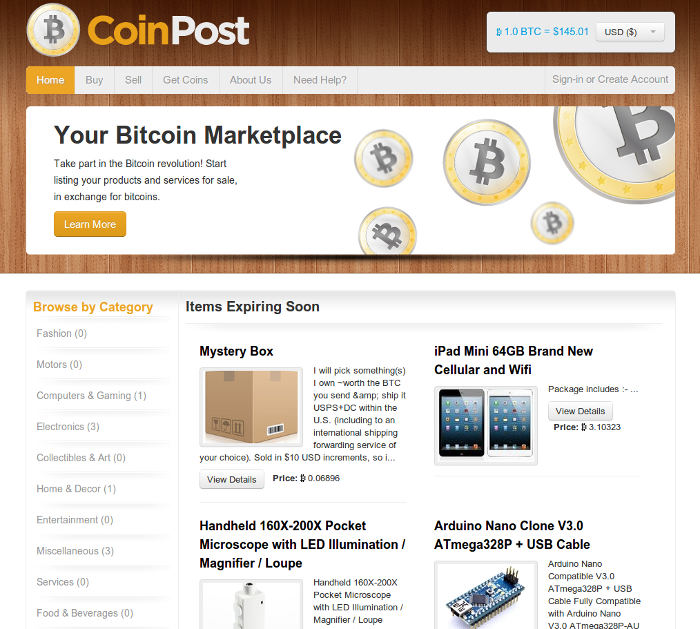 CoinPost
฿ 1.0 BTC = $145.01
USD ($)
Home
Buy
Sell
Get Coins
About Us
Need Help?
Sign-in or Create Account
Your Bitcoin Marketplace
Take part in the Bitcoin revolution! Start
listing your products and services for sale,
in exchange for bitcoins.
Learn More
Browse by Category
Fashion (0)
Motors (0)
Computers & Gaming (1)
Electronics (3)
Collectibles & Art (0)
Home & Decor (1)
Entertainment (0)
Miscellaneous (3)
Services (0)
Food & Beverages (0)
Items Expiring Soon
Mystery Box
I will pick something(s)
I own ~worth the BTC
you send &amp; ship it
USPS+DC within the
U.S. (including to an
international shipping
forwarding service of
your choice). Sold in $10 USD increments, so i...
View Details
Price: ฿ 0.06896
iPad Mini 64GB Brand New
Cellular and Wifi
Package includes :- ...
View Details
Price: ฿ 3.10323
Handheld 160X-200X Pocket
Microscope with LED Illumination /
Magnifier / Loupe
Handheld 160X-200X
Pocket Microscope
with LED Illumination /
Magnifier / Loupe
Arduino Nano Clone V3.0
ATmega328P + USB Cable
Arduino Nano
Compatible V3.0
ATmega328P + USB
Cable Fully Compatible
with Arduino Nano
V3.0 ATmega328P-AU